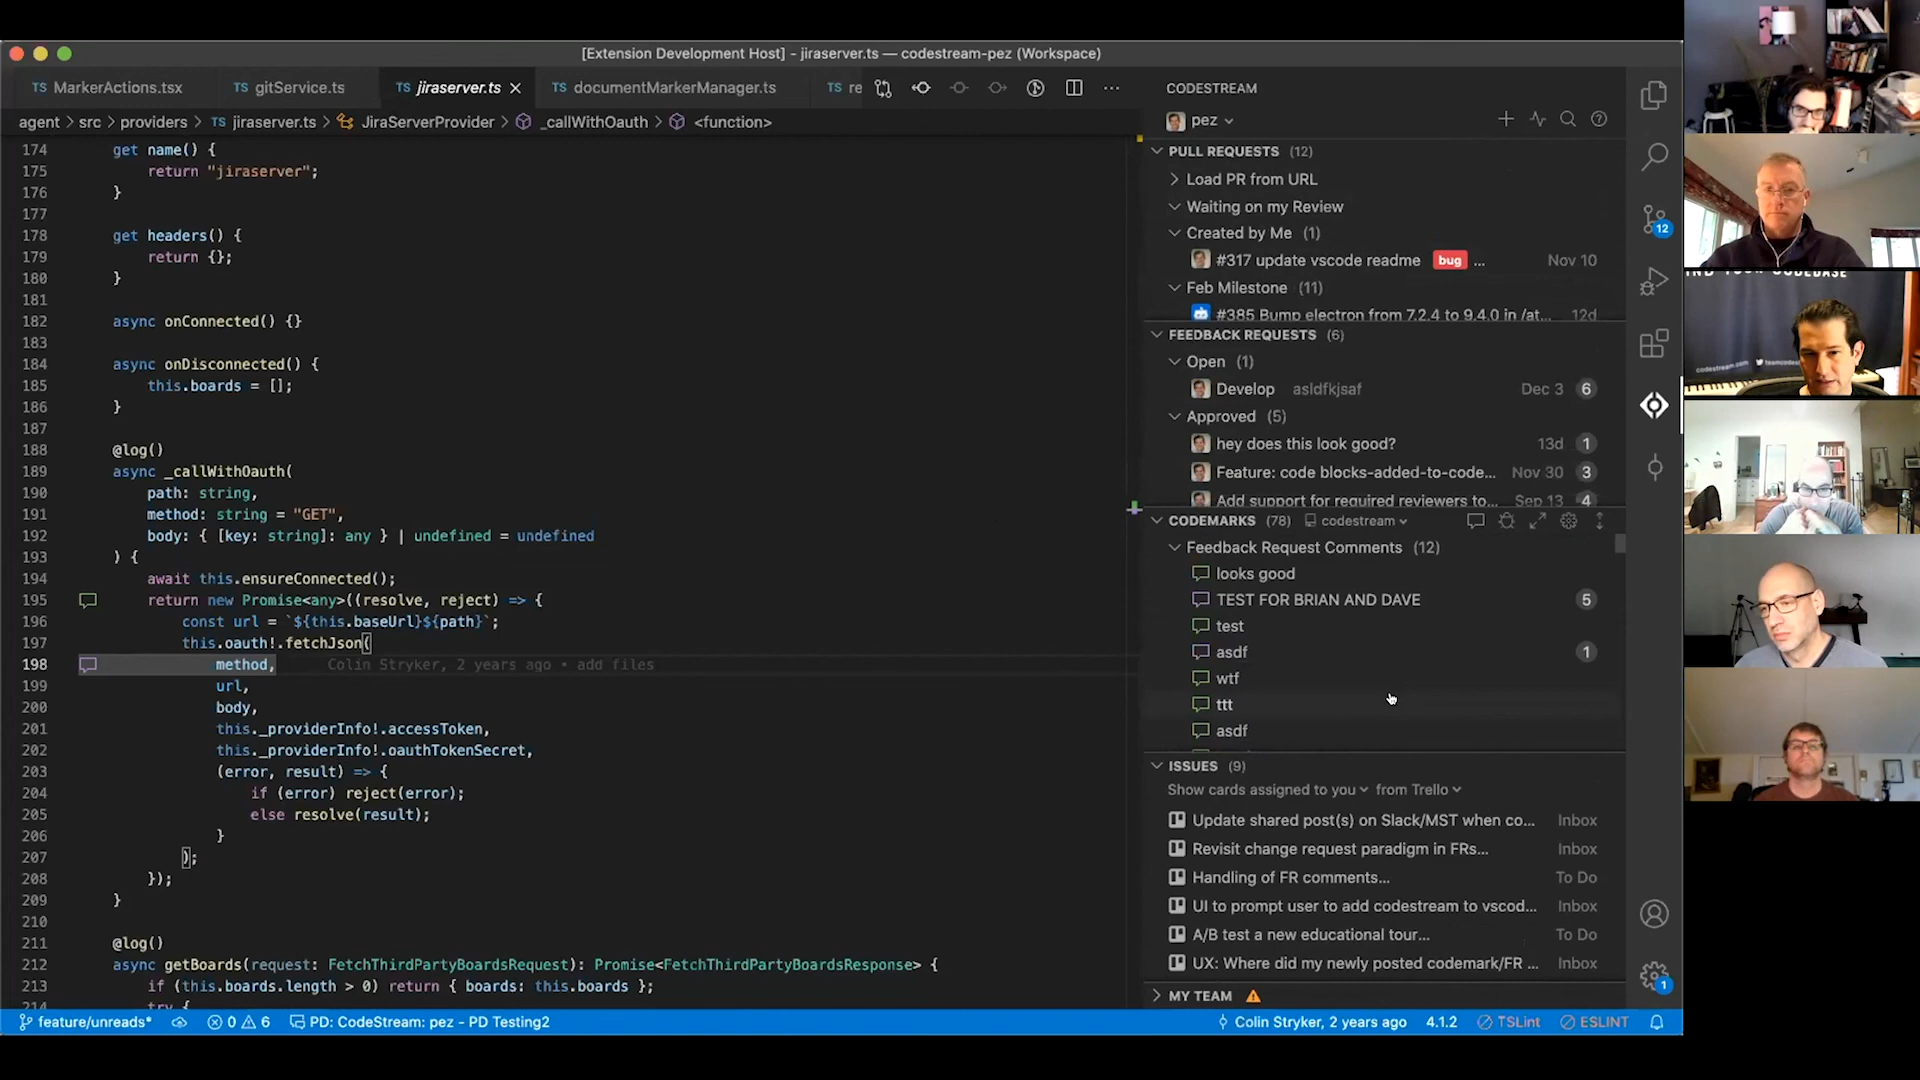 [Extension Development Host] - jiraserver.ts — codestream-pez (Workspace)
TS MarkerActions.tsx
TS gitService.ts
TS jiraserver.ts
TS documentMarkerManager.ts
TS re
agent > src > providers > TS jiraserver.ts > JiraServerProvider > _callWithOauth > <function>
174 get name() {
175 return "jiraserver";
176 }
177
178 get headers() {
179 return {};
180 }
181
182 async onConnected() {}
183
184 async onDisconnected() {
185 this.boards = [];
186 }
187
188 @log()
189 async _callWithOauth(
190 path: string,
191 method: string = "GET",
192 body: { [key: string]: any } | undefined = undefined
193 ) {
194 await this.ensureConnected();
195 return new Promise<any>((resolve, reject) => {
196 const url = `${this.baseUrl}${path}`;
197 this.oauth!.fetchJson(
198 method, Colin Stryker, 2 years ago • add files
199 url,
200 body,
201 this._providerInfo!.accessToken,
202 this._providerInfo!.oauthTokenSecret,
203 (error, result) => {
204 if (error) reject(error);
205 else resolve(result);
206 }
207 );
208 });
209 }
210
211 @log()
212 async getBoards(request: FetchThirdPartyBoardsRequest): Promise<FetchThirdPartyBoardsResponse> {
213 if (this.boards.length > 0) return { boards: this.boards };
214 try {
CODESTREAM
pez
PULL REQUESTS (12)
Load PR from URL
Waiting on my Review
Created by Me (1)
#317 update vscode readme bug ... Nov 10
Feb Milestone (11)
#385 Bump electron from 7.2.4 to 9.4.0 in /at... 12d
FEEDBACK REQUESTS (6)
Open (1)
Develop asldfkjsaf Dec 3 6
Approved (5)
hey does this look good? 13d 1
Feature: code blocks-added-to-code... Nov 30 3
Add support for required reviewers to... Sep 13 4
CODEMARKS (78) codestream
Feedback Request Comments (12)
looks good
TEST FOR BRIAN AND DAVE 5
test
asdf 1
wtf
ttt
asdf
ISSUES (9)
Show cards assigned to you from Trello
Update shared post(s) on Slack/MST when co... Inbox
Revisit change request paradigm in FRs... Inbox
Handling of FR comments... To Do
UI to prompt user to add codestream to vscod... Inbox
A/B test a new educational tour... To Do
UX: Where did my newly posted codemark/FR ... Inbox
MY TEAM
12
1
feature/unreads* 0 6 PD: CodeStream: pez - PD Testing2
Colin Stryker, 2 years ago 4.1.2 TSLint ESLINT
YOUR CODEBASE
codestream.com